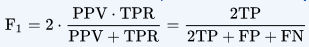 F₁ = 2 · (PPV · TPR) / (PPV + TPR) = 2TP / (2TP + FP + FN)